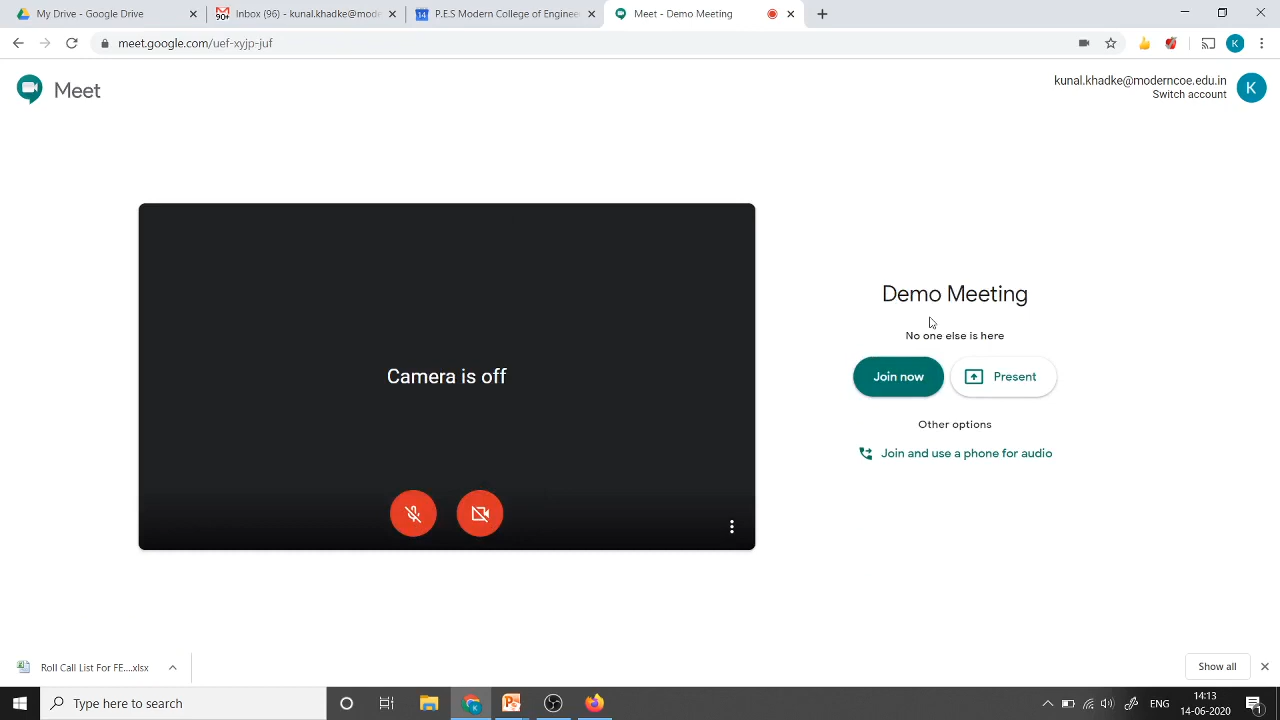 My Drive - Google Drive
Inbox (96) - kunal.khadke@mode
P.E.S Modern College of Enginee
Meet - Demo Meeting
meet.google.com/uef-xyjp-juf
K
Meet
kunal.khadke@moderncoe.edu.in
Switch account
K
Demo Meeting
No one else is here
Camera is off
Join now
Present
Other options
Join and use a phone for audio
Roll Call List For FE....xlsx
Show all
Type here to search
ENG
14:13
14-06-2020